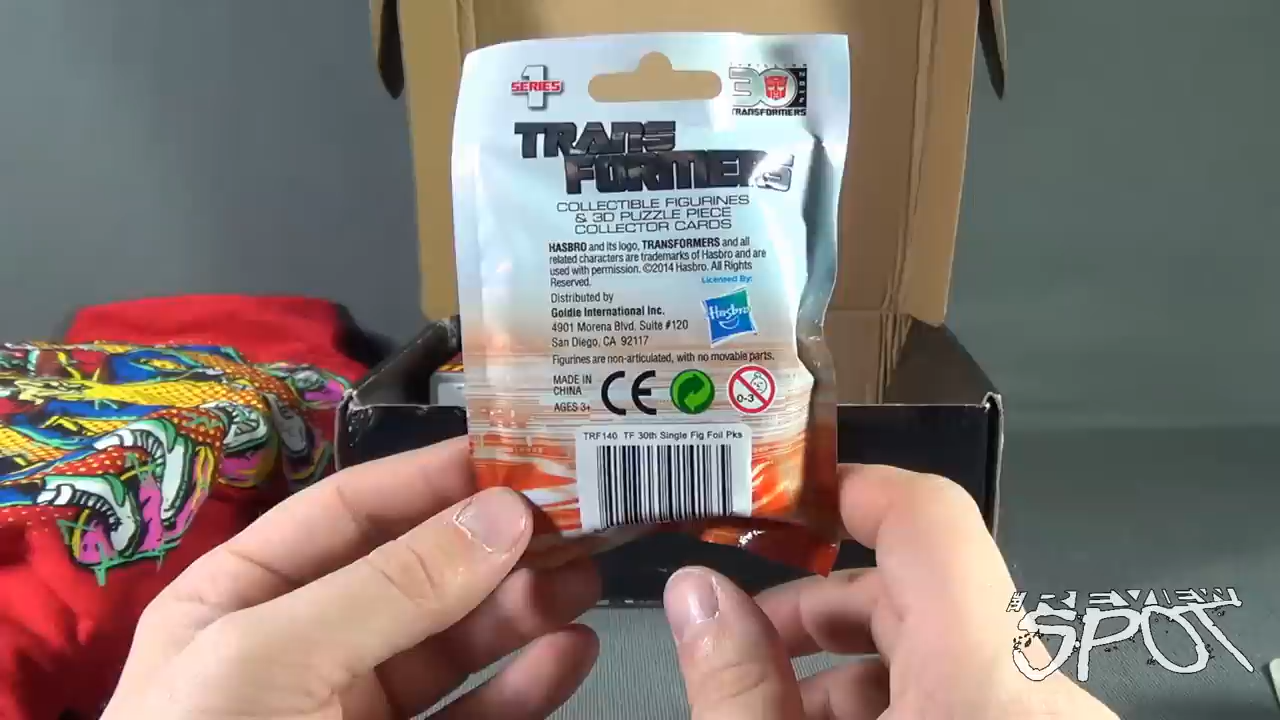 SERIES 1
30
TRANSFORMERS
TRANS
FORMERS
COLLECTIBLE FIGURINES
& 3D PUZZLE PIECE
COLLECTOR CARDS
HASBRO and its logo, TRANSFORMERS and all
related characters are trademarks of Hasbro and are
used with permission. ©2014 Hasbro. All Rights
Reserved.
Licensed By:
Hasbro
Distributed by
Goldie International Inc.
4901 Morena Blvd. Suite #120
San Diego, CA 92117
Figurines are non-articulated, with no movable parts.
MADE IN
CHINA
AGES 3+
CE
0-3
TRF140 TF 30th Single Fig Foil Pks
THE REVIEW
SPOT